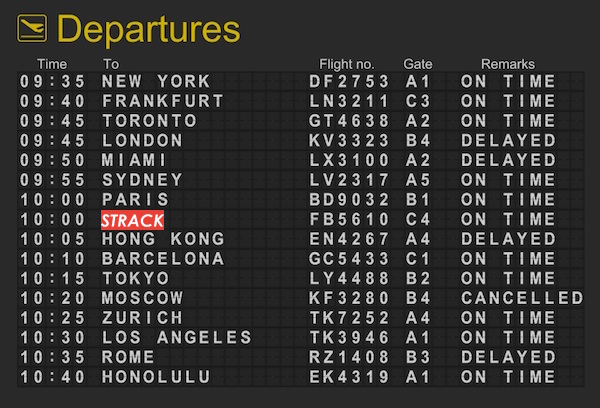 Departures
Time To Flight no. Gate Remarks
09:35 NEW YORK DF2753 A1 ON TIME
09:40 FRANKFURT LN3211 C3 ON TIME
09:45 TORONTO GT4638 A2 ON TIME
09:45 LONDON KV3323 B4 DELAYED
09:50 MIAMI LX3100 A2 DELAYED
09:55 SYDNEY LV2317 A5 ON TIME
10:00 PARIS BD9032 B1 ON TIME
10:00 STRACK FB5610 C4 ON TIME
10:05 HONG KONG EN4267 A4 DELAYED
10:10 BARCELONA GC5433 C1 ON TIME
10:15 TOKYO LY4488 B2 ON TIME
10:20 MOSCOW KF3280 B4 CANCELLED
10:25 ZURICH TK7252 A4 ON TIME
10:30 LOS ANGELES TK3946 A1 ON TIME
10:35 ROME RZ1408 B3 DELAYED
10:40 HONOLULU EK4319 A1 ON TIME